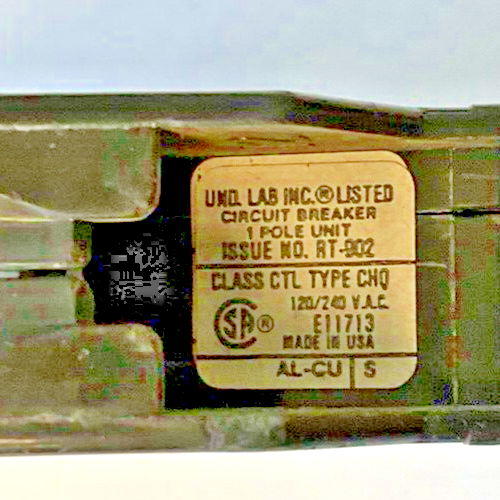 UND. LAB INC.® LISTED
CIRCUIT BREAKER
1 POLE UNIT
ISSUE NO. RT-902
CLASS CTL TYPE CHQ
120/240 V.A.C.
SA ® E11713
MADE IN USA
AL-CU S